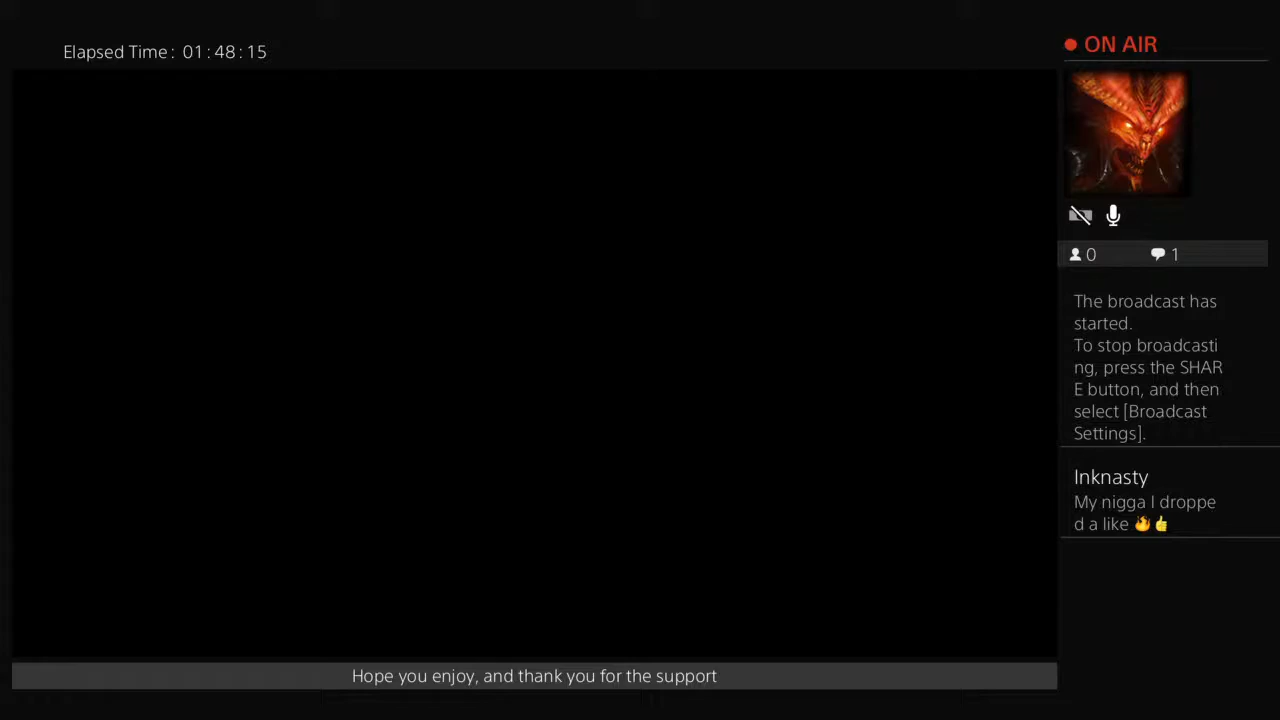 Elapsed Time: 01:48:15
ON AIR
0 1
The broadcast has
started.
To stop broadcasti
ng, press the SHAR
E button, and then
select [Broadcast
Settings].
Inknasty
My nigga I droppe
d a like 🔥👍
Hope you enjoy, and thank you for the support